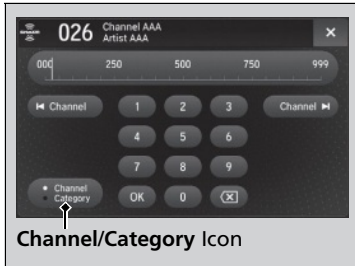 026 Channel AAA
Artist AAA
000 250 500 750 999
Channel 1 2 3 Channel
4 5 6
7 8 9
Channel
Category OK 0
Channel/Category Icon